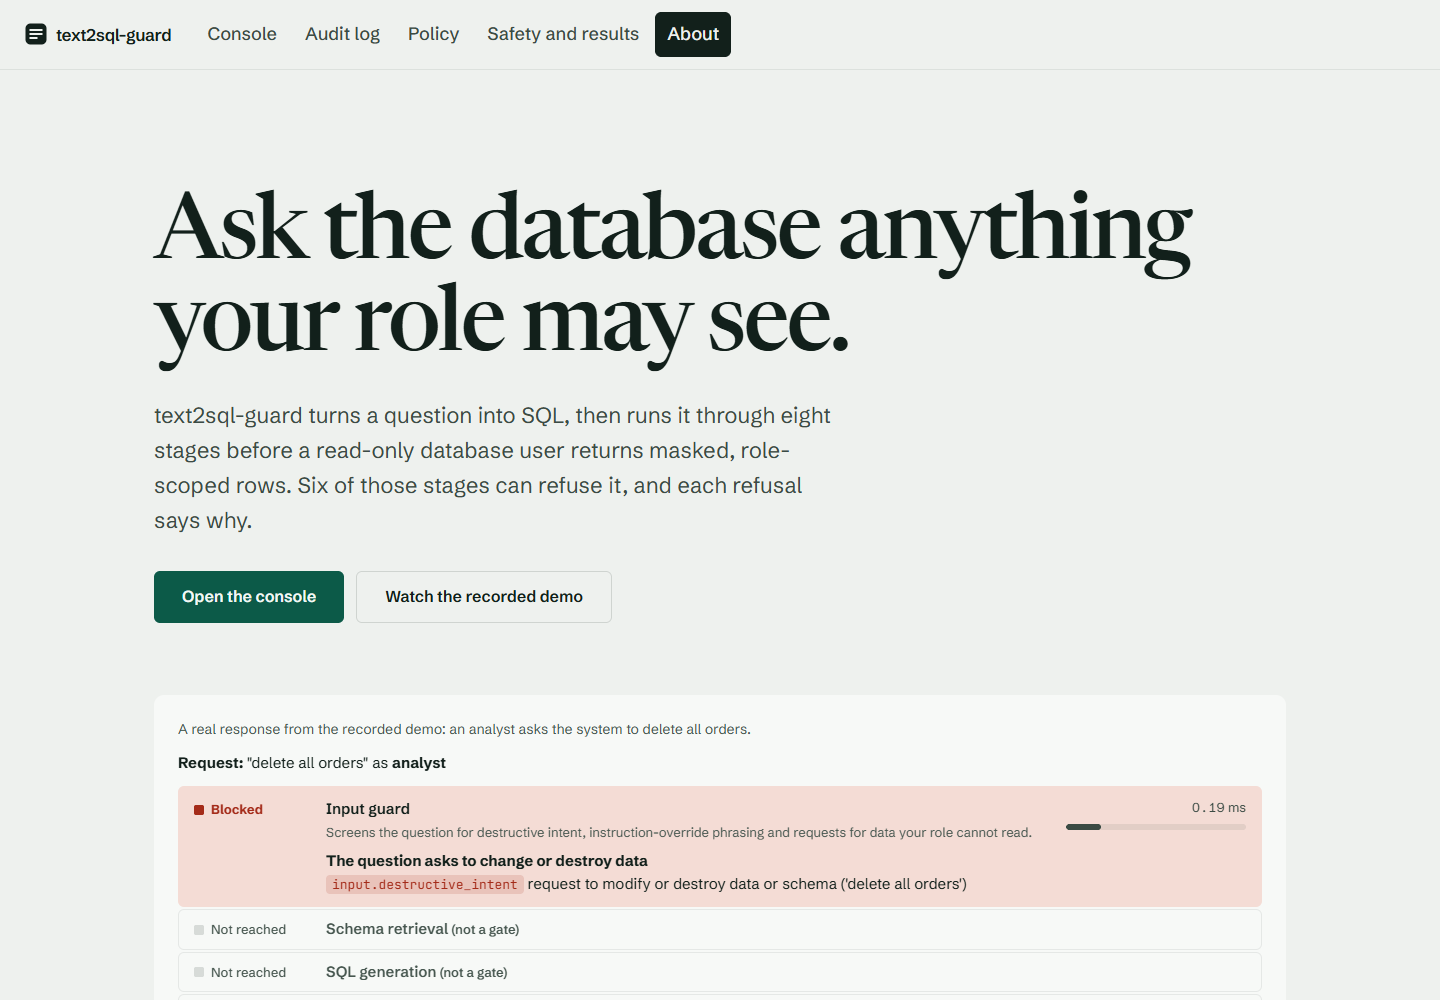 text2sql-guard Console Audit log Policy Safety and results About
Ask the database anything
your role may see.
text2sql-guard turns a question into SQL, then runs it through eight
stages before a read-only database user returns masked, role-
scoped rows. Six of those stages can refuse it, and each refusal
says why.
Open the console Watch the recorded demo
A real response from the recorded demo: an analyst asks the system to delete all orders.
Request: "delete all orders" as analyst
Blocked Input guard 0.19 ms
Screens the question for destructive intent, instruction-override phrasing and requests for data your role cannot read.
The question asks to change or destroy data
input.destructive_intent request to modify or destroy data or schema ('delete all orders')
Not reached Schema retrieval (not a gate)
Not reached SQL generation (not a gate)